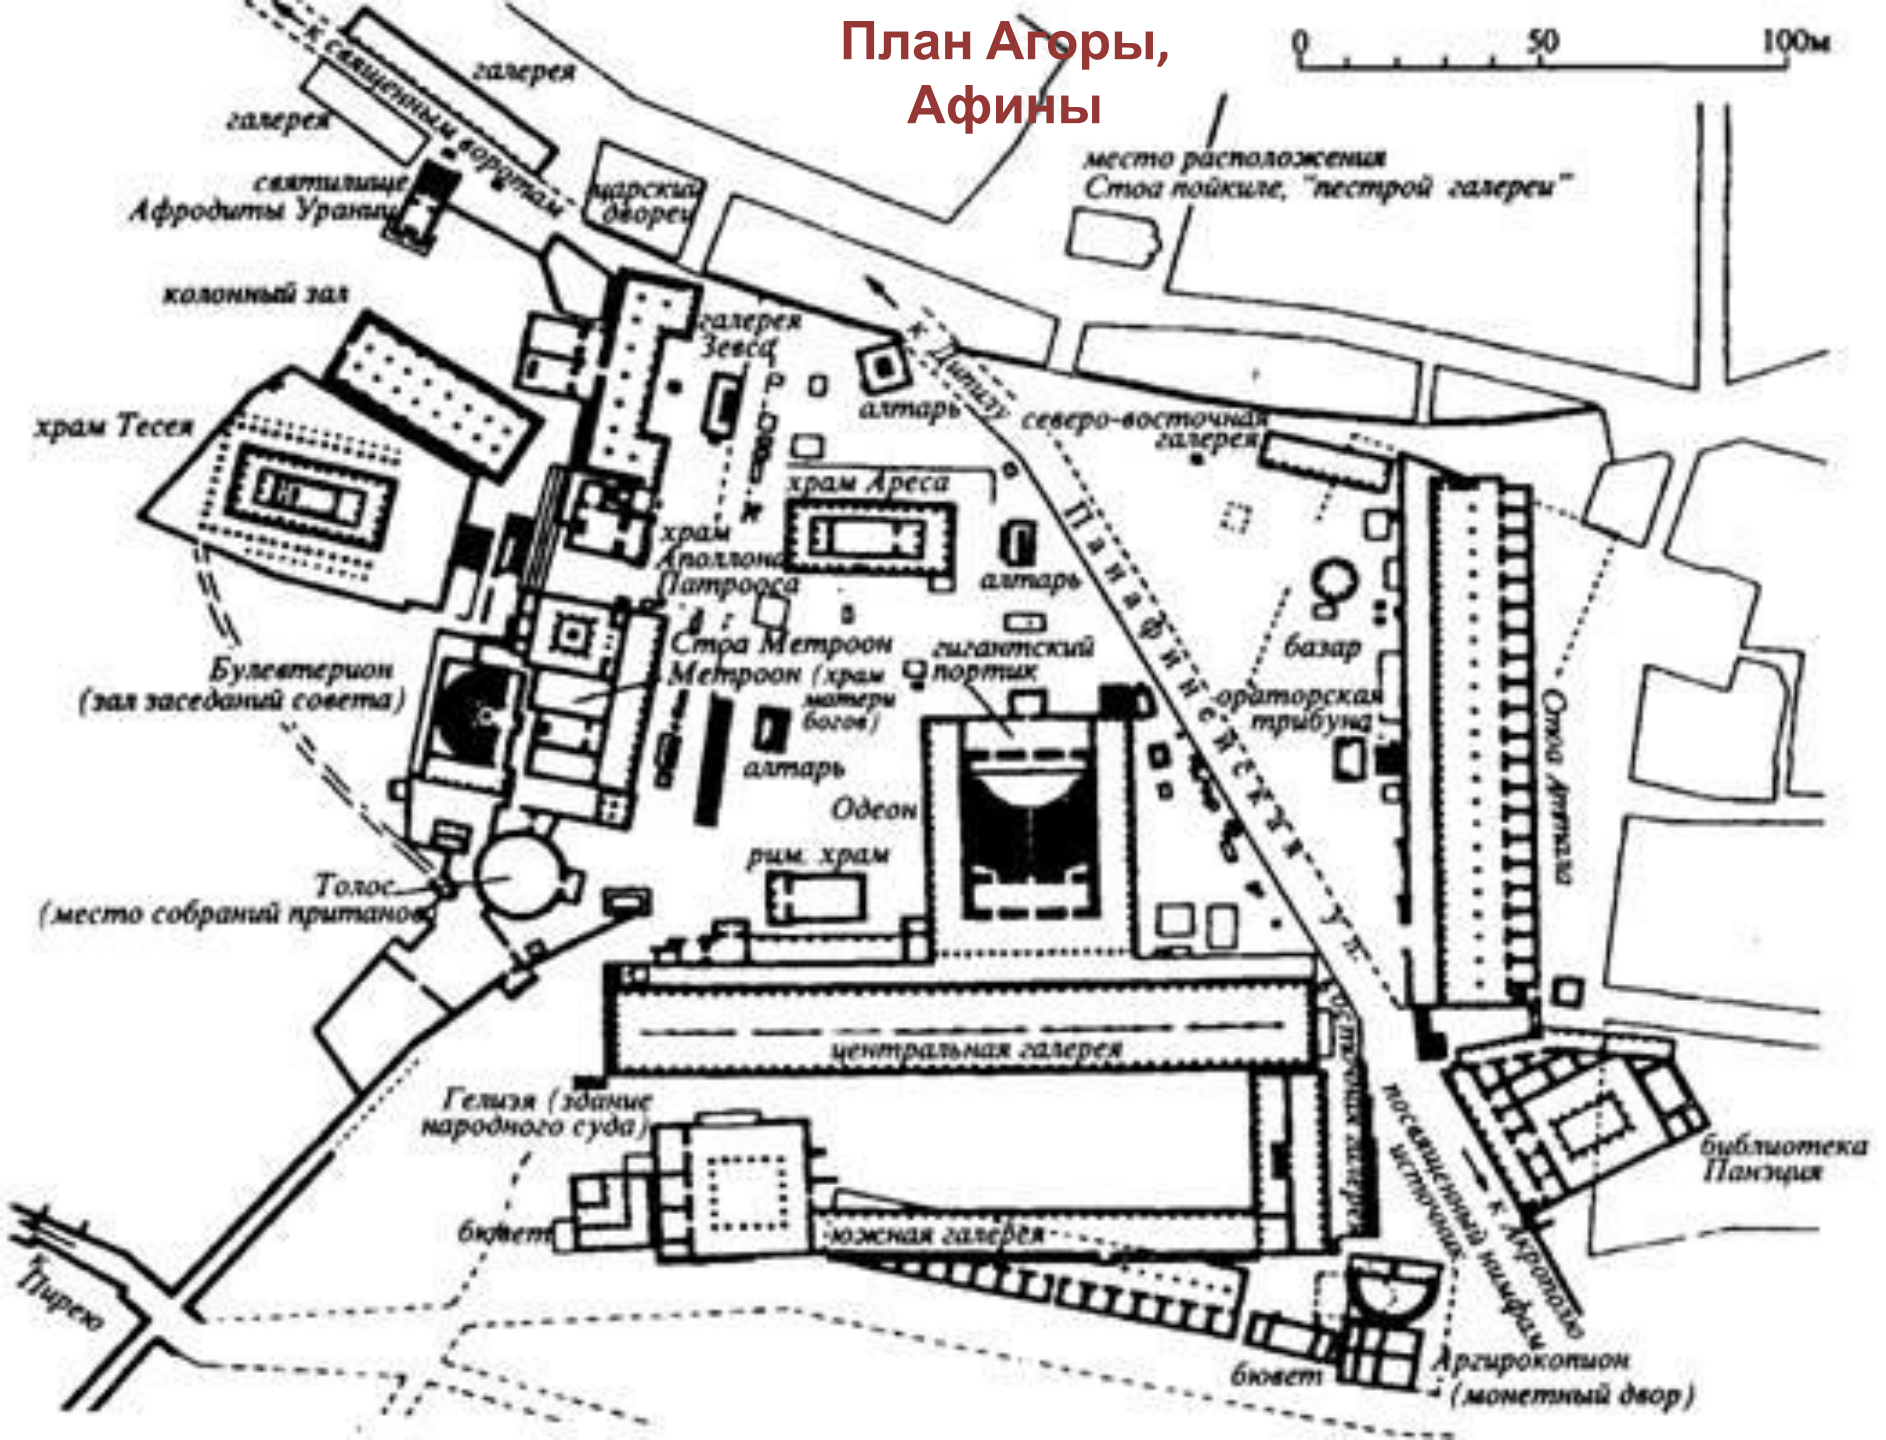 План Агоры,
Афины
0 50 100м
к священным воротам
галерея
галерея
святилище
Афродиты Урании
царский
дворец
место расположения
Стоа пойкиле, "пестрой галереи"
колонный зал
галерея
Зевса
к Дипилу
алтарь
северо-восточная
галерея
храм Тесея
храм Ареса
храм
Аполлона
Патрооса
алтарь
Панафинейская ул.
базар
Стоа Метроон
Метроон (храм
матери
богов)
гигантский
портик
Булевтерион
(зал заседаний совета)
ораторская
трибуна
Стоа Аттала
алтарь
Одеон
рим. храм
Толос
(место собраний пританов)
центральная галерея
восточная галерея
Гелиэя (здание
народного суда)
посвященный нимфам
источник
к Акрополю
библиотека
Панэция
бювет
южная галерея
к
Пирею
бювет
Аргирокопион
(монетный двор)